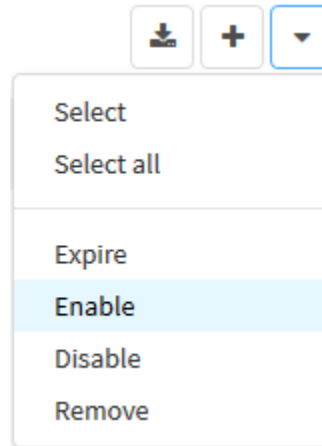 Select
Select all
Expire
Enable
Disable
Remove